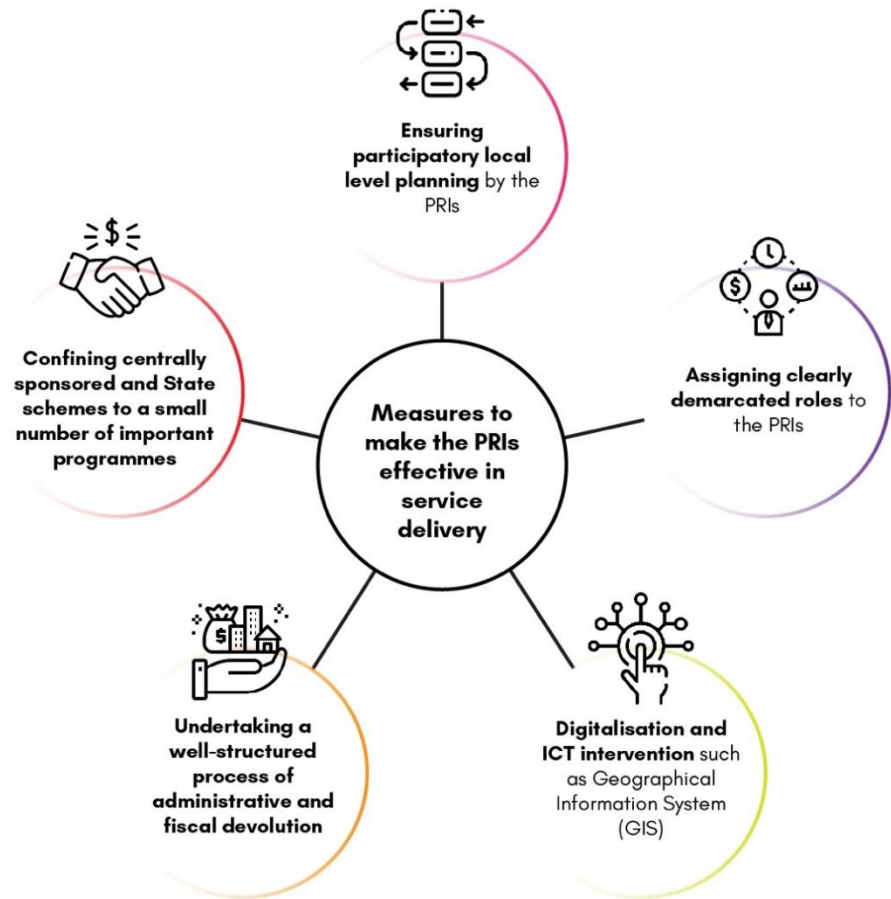 Ensuring
participatory local
level planning by the
PRIs
Confining centrally
sponsored and State
schemes to a small
number of important
programmes
Measures to
make the PRIs
effective in
service
delivery
Assigning clearly
demarcated roles to
the PRIs
Undertaking a
well-structured
process of
administrative and
fiscal devolution
Digitalisation and
ICT intervention such
as Geographical
Information System
(GIS)